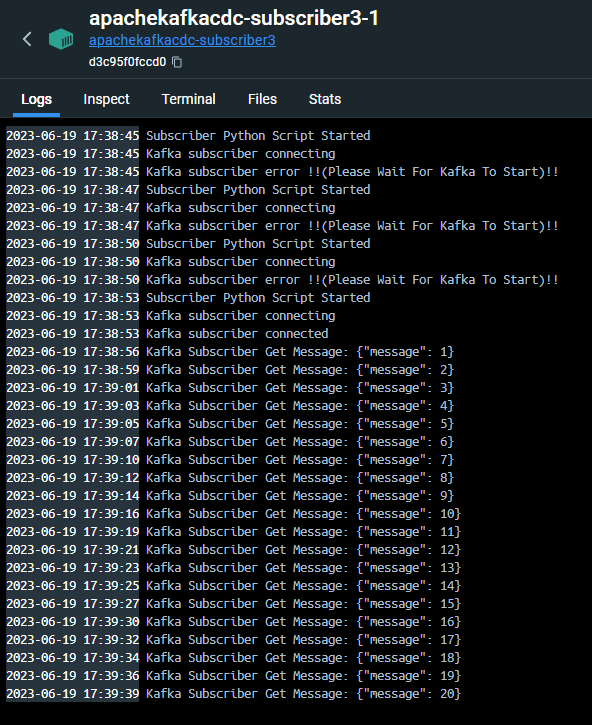 apachekafkacdc-subscriber3-1
apachekafkacdc-subscriber3
d3c95f0fccd0
Logs Inspect Terminal Files Stats
2023-06-19 17:38:45 Subscriber Python Script Started
2023-06-19 17:38:45 Kafka subscriber connecting
2023-06-19 17:38:45 Kafka subscriber error !!(Please Wait For Kafka To Start)!!
2023-06-19 17:38:47 Subscriber Python Script Started
2023-06-19 17:38:47 Kafka subscriber connecting
2023-06-19 17:38:47 Kafka subscriber error !!(Please Wait For Kafka To Start)!!
2023-06-19 17:38:50 Subscriber Python Script Started
2023-06-19 17:38:50 Kafka subscriber connecting
2023-06-19 17:38:50 Kafka subscriber error !!(Please Wait For Kafka To Start)!!
2023-06-19 17:38:53 Subscriber Python Script Started
2023-06-19 17:38:53 Kafka subscriber connecting
2023-06-19 17:38:53 Kafka subscriber connected
2023-06-19 17:38:56 Kafka Subscriber Get Message: {"message": 1}
2023-06-19 17:38:59 Kafka Subscriber Get Message: {"message": 2}
2023-06-19 17:39:01 Kafka Subscriber Get Message: {"message": 3}
2023-06-19 17:39:03 Kafka Subscriber Get Message: {"message": 4}
2023-06-19 17:39:05 Kafka Subscriber Get Message: {"message": 5}
2023-06-19 17:39:07 Kafka Subscriber Get Message: {"message": 6}
2023-06-19 17:39:10 Kafka Subscriber Get Message: {"message": 7}
2023-06-19 17:39:12 Kafka Subscriber Get Message: {"message": 8}
2023-06-19 17:39:14 Kafka Subscriber Get Message: {"message": 9}
2023-06-19 17:39:16 Kafka Subscriber Get Message: {"message": 10}
2023-06-19 17:39:19 Kafka Subscriber Get Message: {"message": 11}
2023-06-19 17:39:21 Kafka Subscriber Get Message: {"message": 12}
2023-06-19 17:39:23 Kafka Subscriber Get Message: {"message": 13}
2023-06-19 17:39:25 Kafka Subscriber Get Message: {"message": 14}
2023-06-19 17:39:27 Kafka Subscriber Get Message: {"message": 15}
2023-06-19 17:39:30 Kafka Subscriber Get Message: {"message": 16}
2023-06-19 17:39:32 Kafka Subscriber Get Message: {"message": 17}
2023-06-19 17:39:34 Kafka Subscriber Get Message: {"message": 18}
2023-06-19 17:39:36 Kafka Subscriber Get Message: {"message": 19}
2023-06-19 17:39:39 Kafka Subscriber Get Message: {"message": 20}